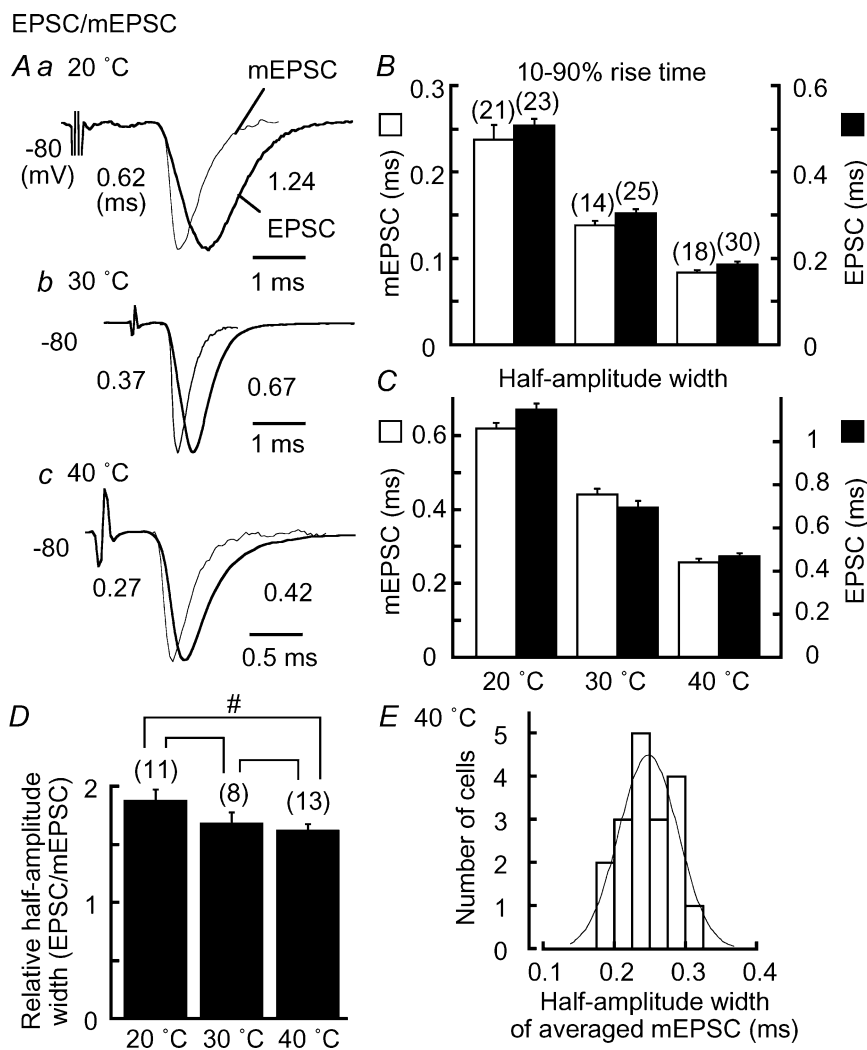 EPSC/mEPSC
A a 20 ˚C
mEPSC
-80
(mV)
0.62
(ms)
1.24
EPSC
1 ms
b 30 ˚C
-80
0.37
0.67
1 ms
c 40 ˚C
-80
0.27
0.42
0.5 ms
B
10-90% rise time
mEPSC (ms)
0.3
0.2
0.1
0
(21)
(23)
(14)
(25)
(18)
(30)
0.6
0.4
0.2
0
EPSC (ms)
C
Half-amplitude width
mEPSC (ms)
0.6
0.4
0.2
0
1
0.8
0.6
0.4
0.2
0
EPSC (ms)
20 ˚C 30 ˚C 40 ˚C
D
#
(11)
(8)
(13)
Relative half-amplitude
width (EPSC/mEPSC)
2
1
0
20 ˚C 30 ˚C 40 ˚C
E 40 ˚C
Number of cells
5
4
3
2
1
0
0.1 0.2 0.3 0.4
Half-amplitude width
of averaged mEPSC (ms)